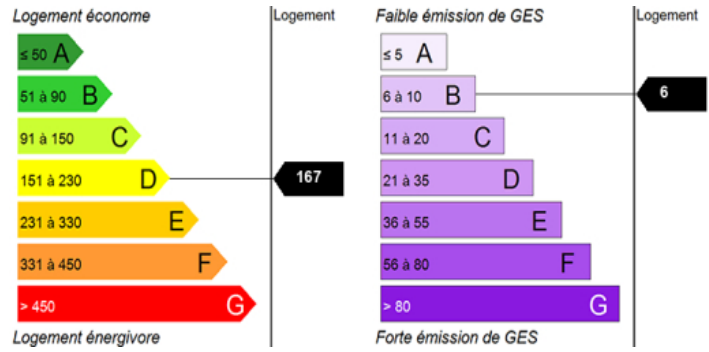 Logement économe
Logement
≤ 50 A
51 à 90 B
91 à 150 C
151 à 230 D
167
231 à 330 E
331 à 450 F
> 450 G
Logement énergivore
Faible émission de GES
Logement
≤ 5 A
6 à 10 B
6
11 à 20 C
21 à 35 D
36 à 55 E
56 à 80 F
> 80 G
Forte émission de GES